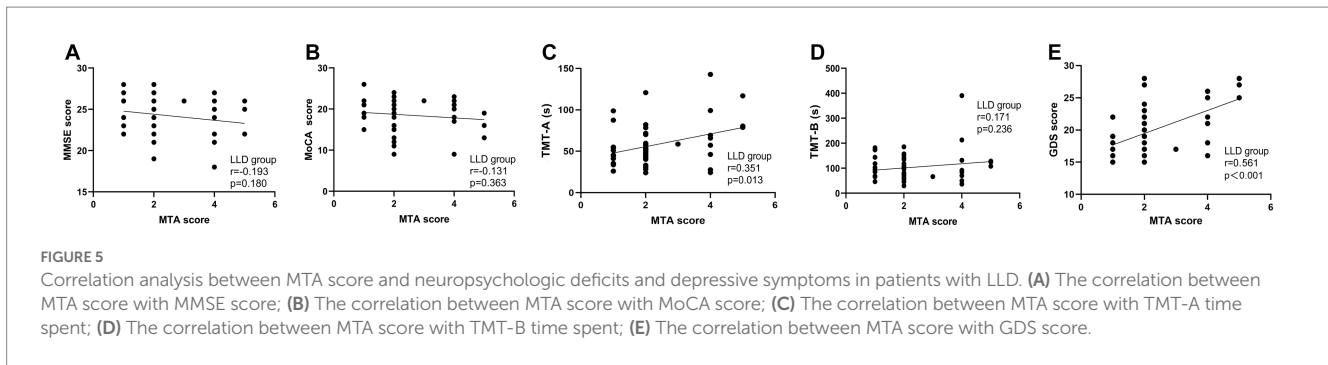 A
MMSE score
30
25
20
15
0
2
4
6
MTA score
LLD group
r=-0.193
p=0.180
B
MoCA score
30
20
10
0
0
2
4
6
MTA score
LLD group
r=-0.131
p=0.363
C
TMT-A (s)
150
100
50
0
0
2
4
6
MTA score
LLD group
r=0.351
p=0.013
D
TMT-B (s)
500
400
300
200
100
0
0
2
4
6
MTA score
LLD group
r=0.171
p=0.236
E
GDS score
30
25
20
15
10
0
2
4
6
MTA score
LLD group
r=0.561
p<0.001
FIGURE 5
Correlation analysis between MTA score and neuropsychologic deficits and depressive symptoms in patients with LLD. (A) The correlation between
MTA score with MMSE score; (B) The correlation between MTA score with MoCA score; (C) The correlation between MTA score with TMT-A time
spent; (D) The correlation between MTA score with TMT-B time spent; (E) The correlation between MTA score with GDS score.